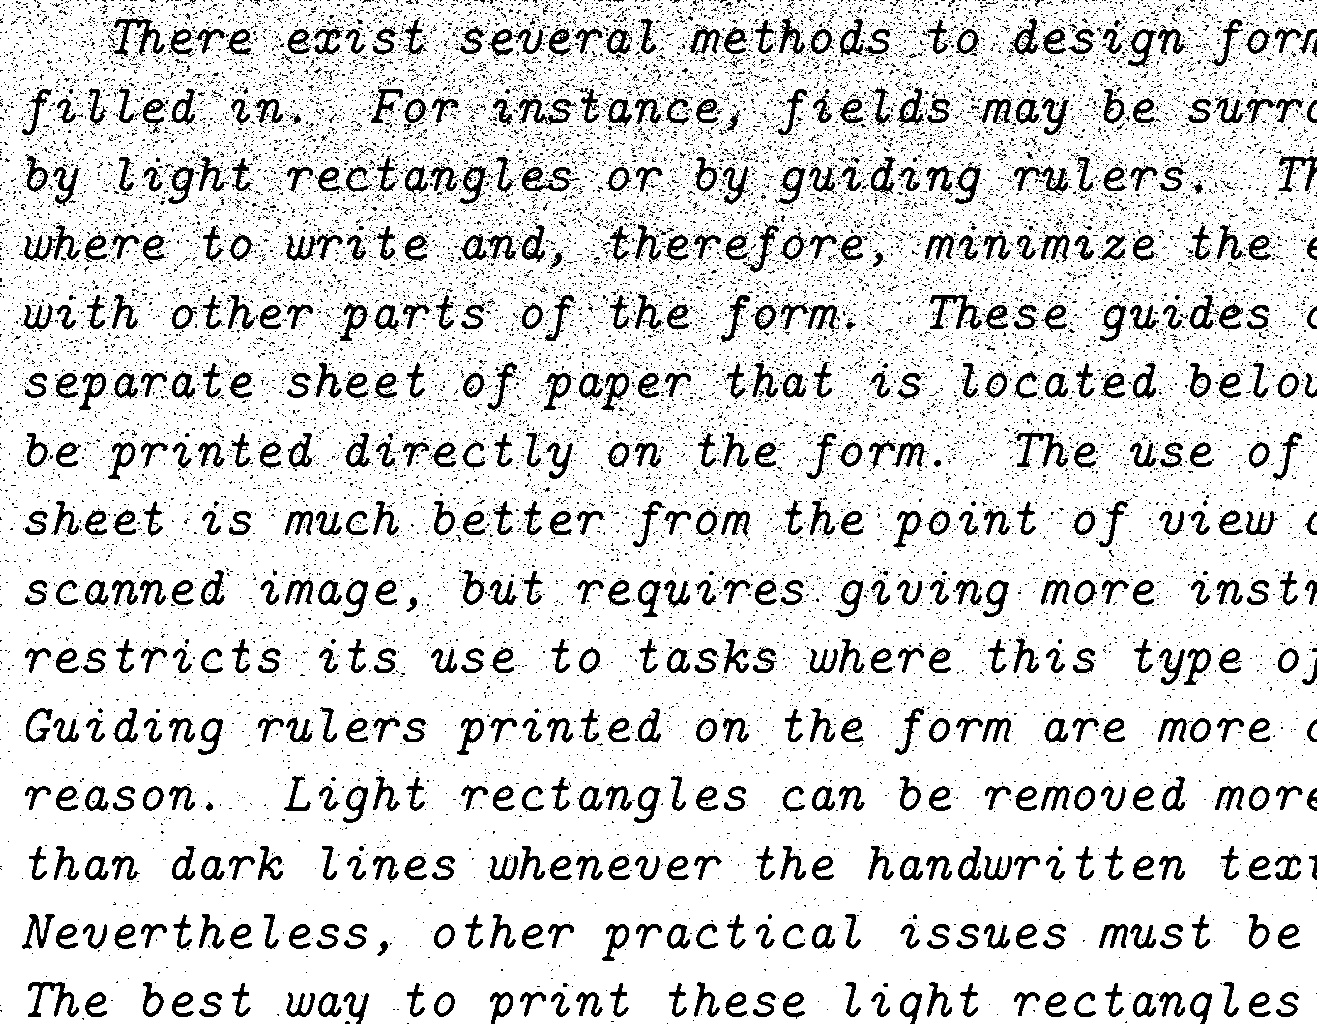 There exist several methods to design form
filled in. For instance, fields may be surro
by light rectangles or by guiding rulers. Th
where to write and, therefore, minimize the e
with other parts of the form. These guides
separate sheet of paper that is located below
be printed directly on the form. The use of
sheet is much better from the point of view
scanned image, but requires giving more instr
restricts its use to tasks where this type of
Guiding rulers printed on the form are more
reason. Light rectangles can be removed more
than dark lines whenever the handwritten text
Nevertheless, other practical issues must be
The best way to print these light rectangles